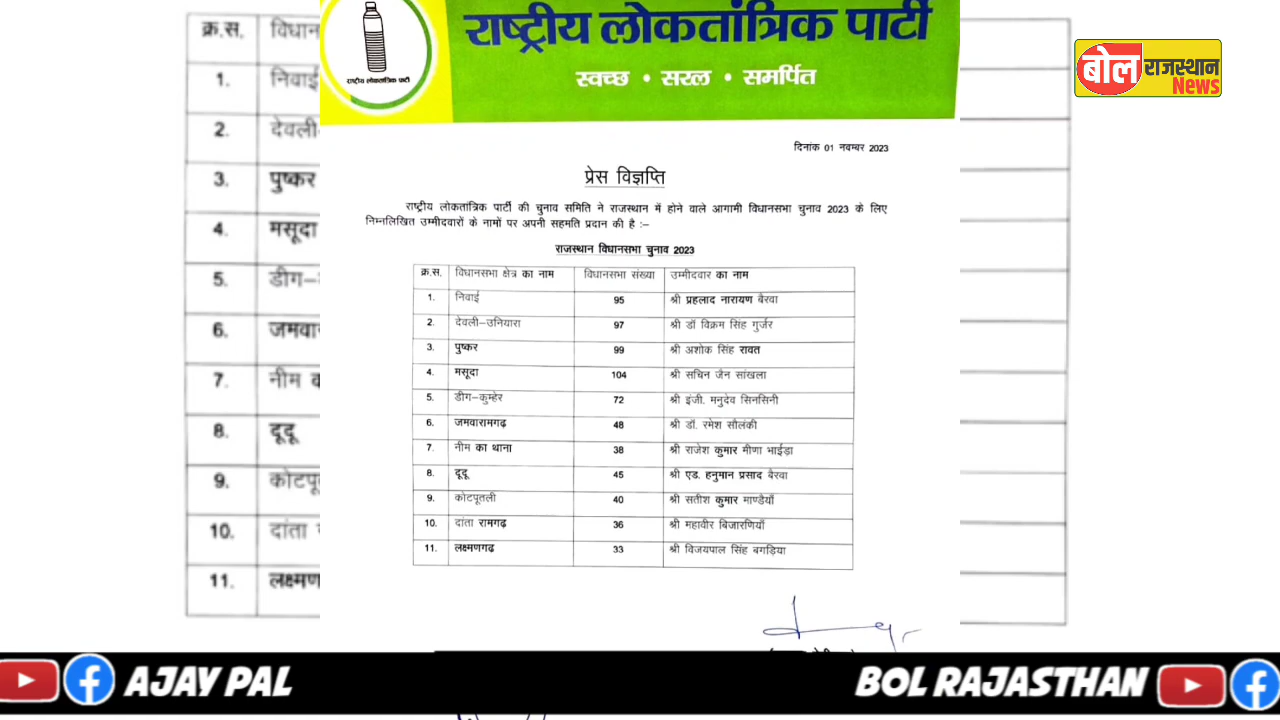 राष्ट्रीय लोकतांत्रिक पार्टी
राष्ट्रीय लोकतांत्रिक पार्टी
स्वच्छ • सरल • समर्पित
बोल राजस्थान News
दिनांक 01 नवम्बर 2023
प्रेस विज्ञप्ति
राष्ट्रीय लोकतांत्रिक पार्टी की चुनाव समिति ने राजस्थान में होने वाले आगामी विधानसभा चुनाव 2023 के लिए
निम्नलिखित उम्मीदवारों के नामों पर अपनी सहमति प्रदान की है :–
राजस्थान विधानसभा चुनाव 2023
क्र.स. विधानसभा क्षेत्र का नाम विधानसभा संख्या उम्मीदवार का नाम
1. निवाई 95 श्री प्रहलाद नारायण बैरवा
2. देवली–उनियारा 97 श्री डॉ विक्रम सिंह गुर्जर
3. पुष्कर 99 श्री अशोक सिंह रावत
4. मसूदा 104 श्री सचिन जैन सांखला
5. डीग–कुम्हेर 72 श्री इंजी. मनुदेव सिनसिनी
6. जमवारामगढ़ 48 श्री डॉ. रमेश सौलंकी
7. नीम का थाना 38 श्री राजेश कुमार मीणा भाईड़ा
8. दूदू 45 श्री एड. हनुमान प्रसाद बैरवा
9. कोटपूतली 40 श्री सतीश कुमार माण्डैयाँ
10. दांता रामगढ़ 36 श्री महावीर बिजारणियाँ
11. लक्ष्मणगढ़ 33 श्री विजयपाल सिंह बगड़िया
क्र.स.
1. निवाई
2. देवली–
3. पुष्कर
4. मसूदा
5. डीग–
6.
7. नीम
8. दूदू
9.
10. दांता
11.
AJAY PAL
BOL RAJASTHAN